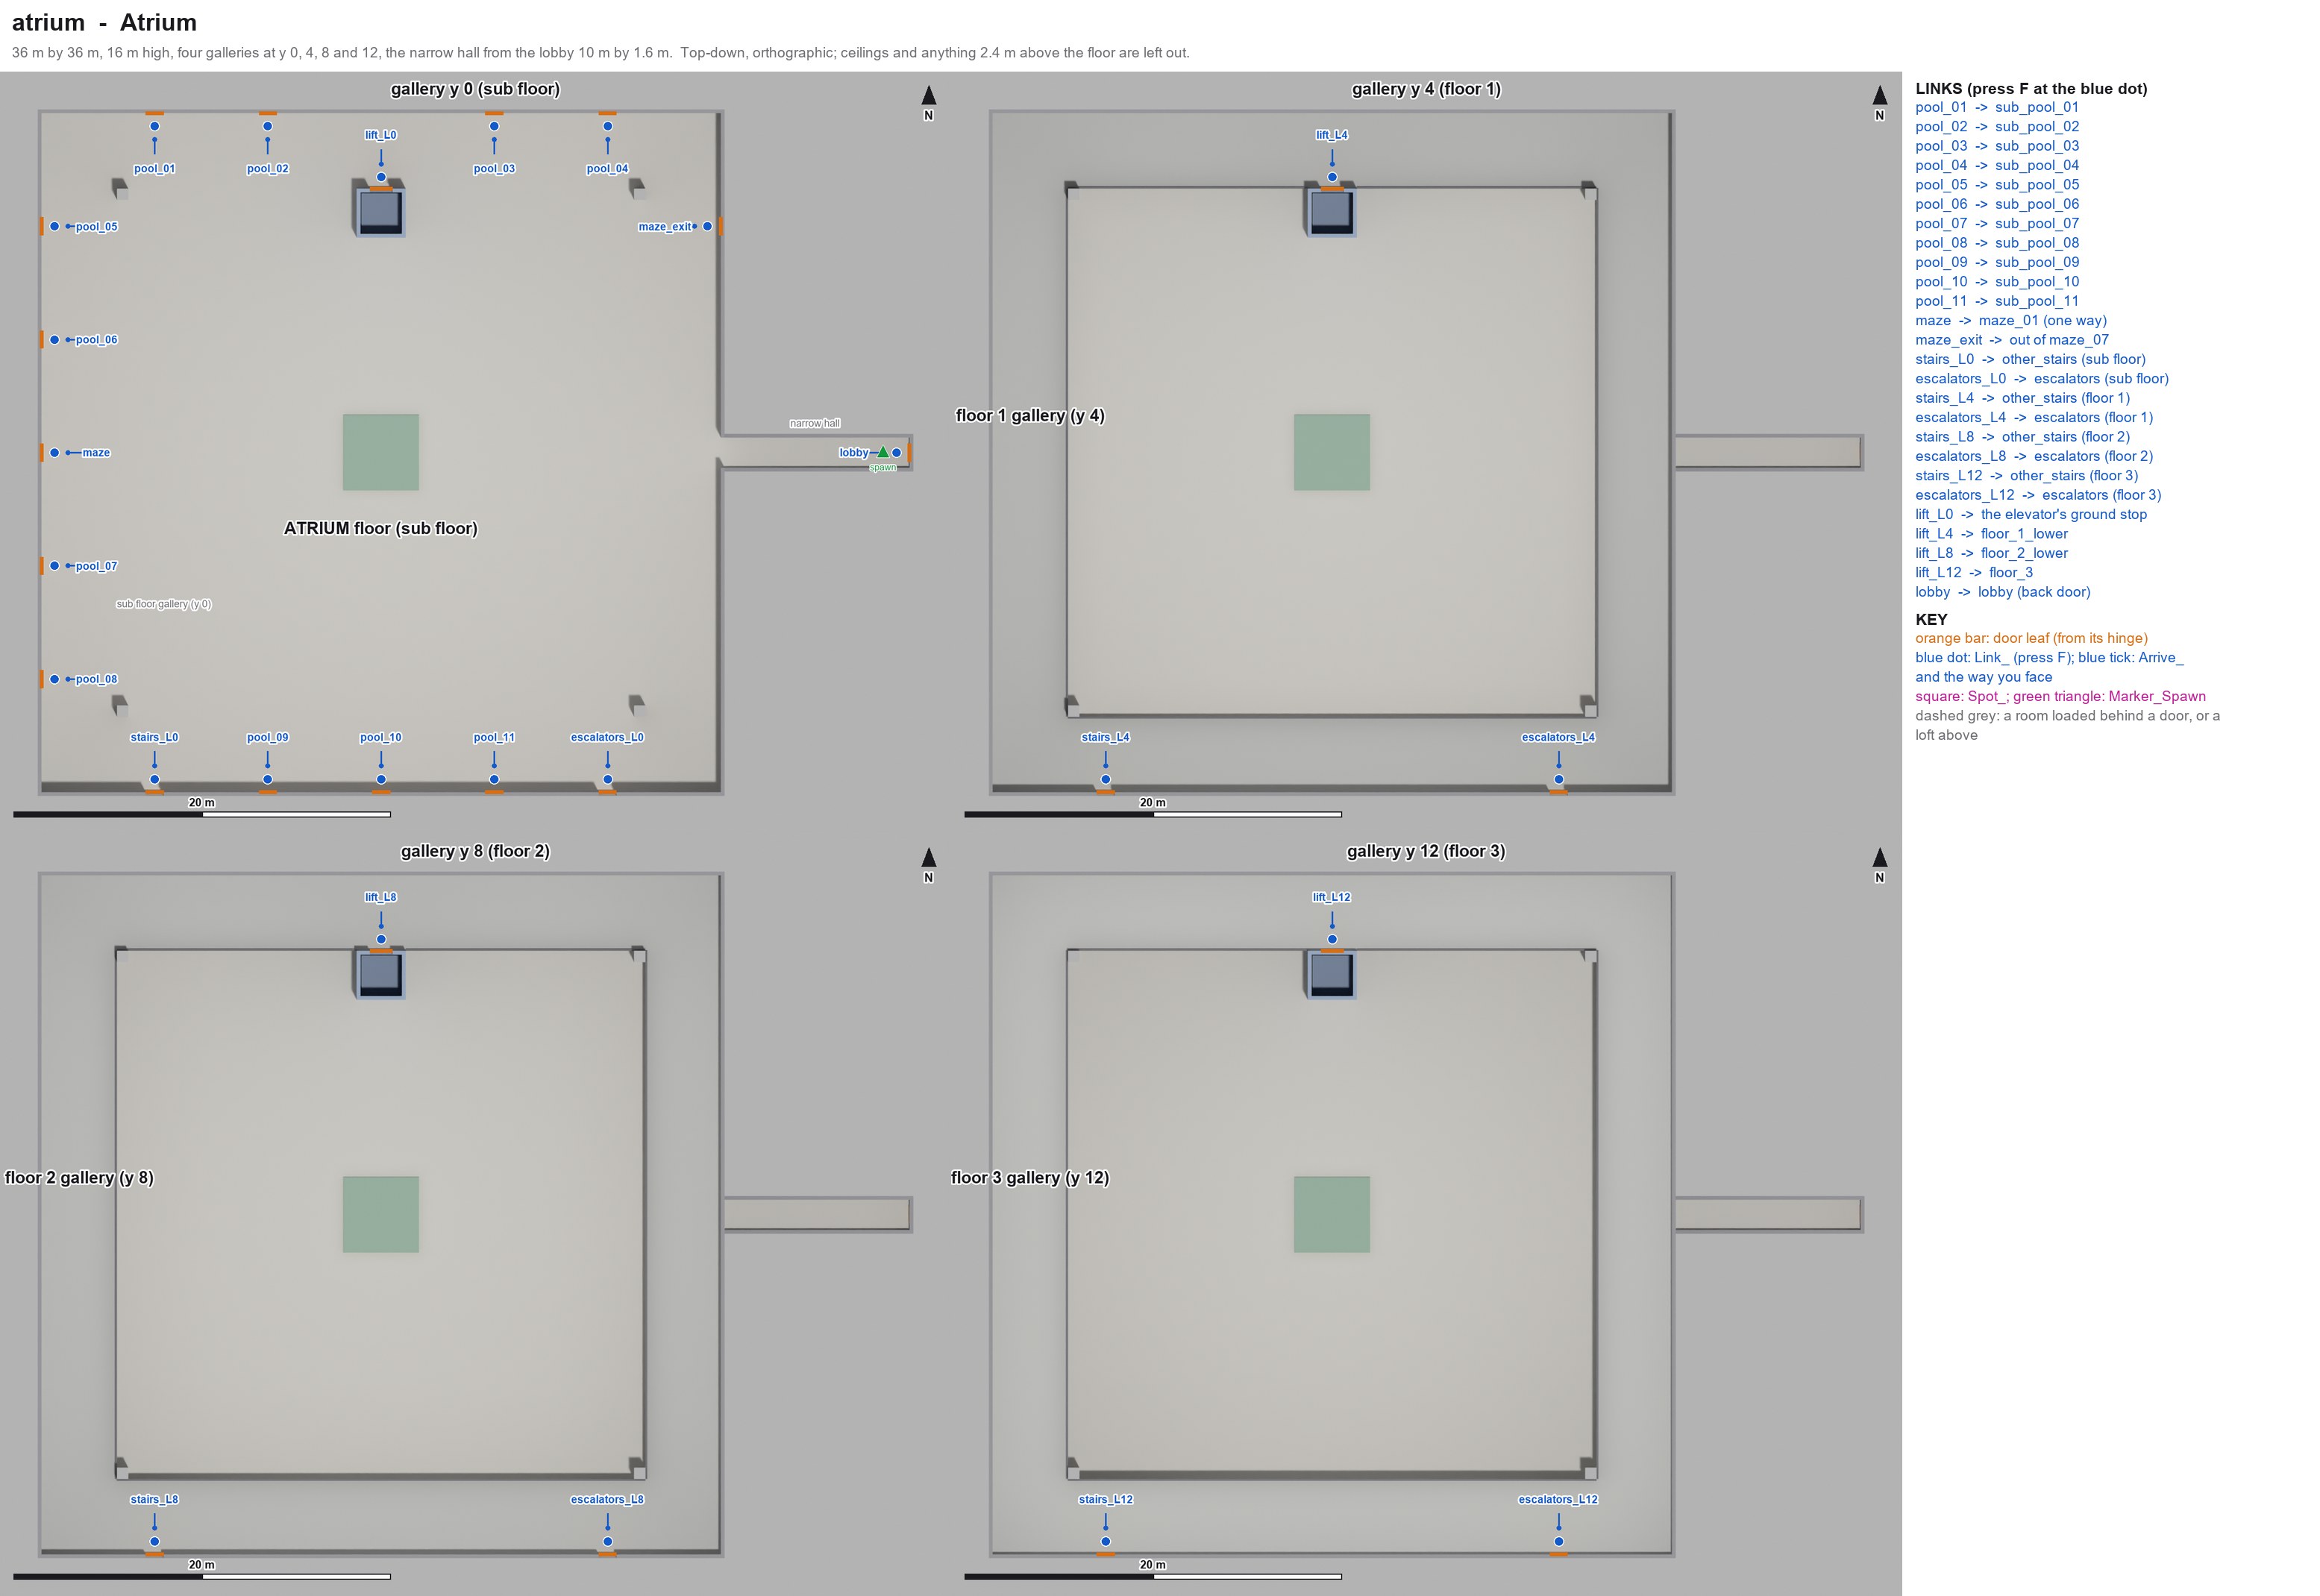 atrium - Atrium
36 m by 36 m, 16 m high, four galleries at y 0, 4, 8 and 12, the narrow hall from the lobby 10 m by 1.6 m. Top-down, orthographic; ceilings and anything 2.4 m above the floor are left out.
gallery y 0 (sub floor)
N
lift_L0
pool_01
pool_02
pool_03
pool_04
pool_05
maze_exit
pool_06
narrow hall
maze
lobby
spawn
ATRIUM floor (sub floor)
pool_07
sub floor gallery (y 0)
pool_08
stairs_L0
pool_09
pool_10
pool_11
escalators_L0
20 m
gallery y 4 (floor 1)
N
lift_L4
floor 1 gallery (y 4)
stairs_L4
escalators_L4
20 m
gallery y 8 (floor 2)
N
lift_L8
floor 2 gallery (y 8)
stairs_L8
escalators_L8
20 m
gallery y 12 (floor 3)
N
lift_L12
floor 3 gallery (y 12)
stairs_L12
escalators_L12
20 m
LINKS (press F at the blue dot)
pool_01 -> sub_pool_01
pool_02 -> sub_pool_02
pool_03 -> sub_pool_03
pool_04 -> sub_pool_04
pool_05 -> sub_pool_05
pool_06 -> sub_pool_06
pool_07 -> sub_pool_07
pool_08 -> sub_pool_08
pool_09 -> sub_pool_09
pool_10 -> sub_pool_10
pool_11 -> sub_pool_11
maze -> maze_01 (one way)
maze_exit -> out of maze_07
stairs_L0 -> other_stairs (sub floor)
escalators_L0 -> escalators (sub floor)
stairs_L4 -> other_stairs (floor 1)
escalators_L4 -> escalators (floor 1)
stairs_L8 -> other_stairs (floor 2)
escalators_L8 -> escalators (floor 2)
stairs_L12 -> other_stairs (floor 3)
escalators_L12 -> escalators (floor 3)
lift_L0 -> the elevator's ground stop
lift_L4 -> floor_1_lower
lift_L8 -> floor_2_lower
lift_L12 -> floor_3
lobby -> lobby (back door)
KEY
orange bar: door leaf (from its hinge)
blue dot: Link_ (press F); blue tick: Arrive_
and the way you face
square: Spot_; green triangle: Marker_Spawn
dashed grey: a room loaded behind a door, or a
loft above